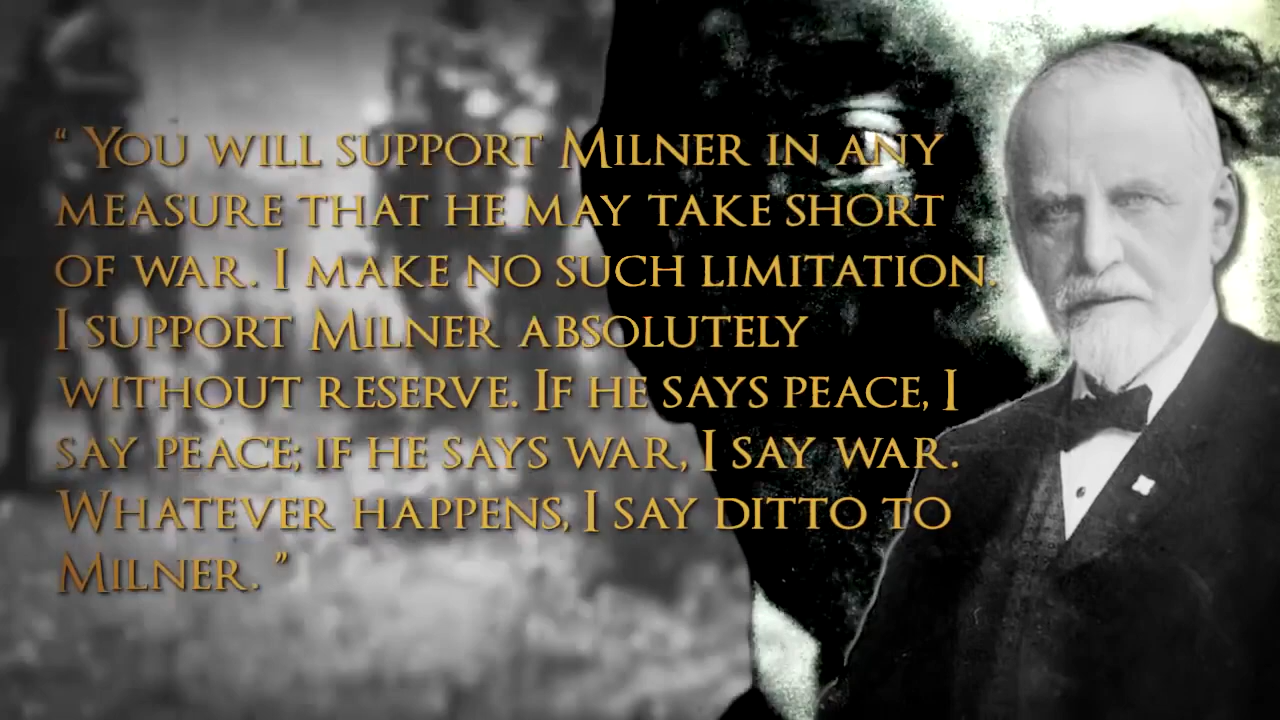 “ You will support Milner in any
measure that he may take short
of war. I make no such limitation.
I support Milner absolutely
without reserve. If he says peace, I
say peace; if he says war, I say war.
Whatever happens, I say ditto to
Milner. ”